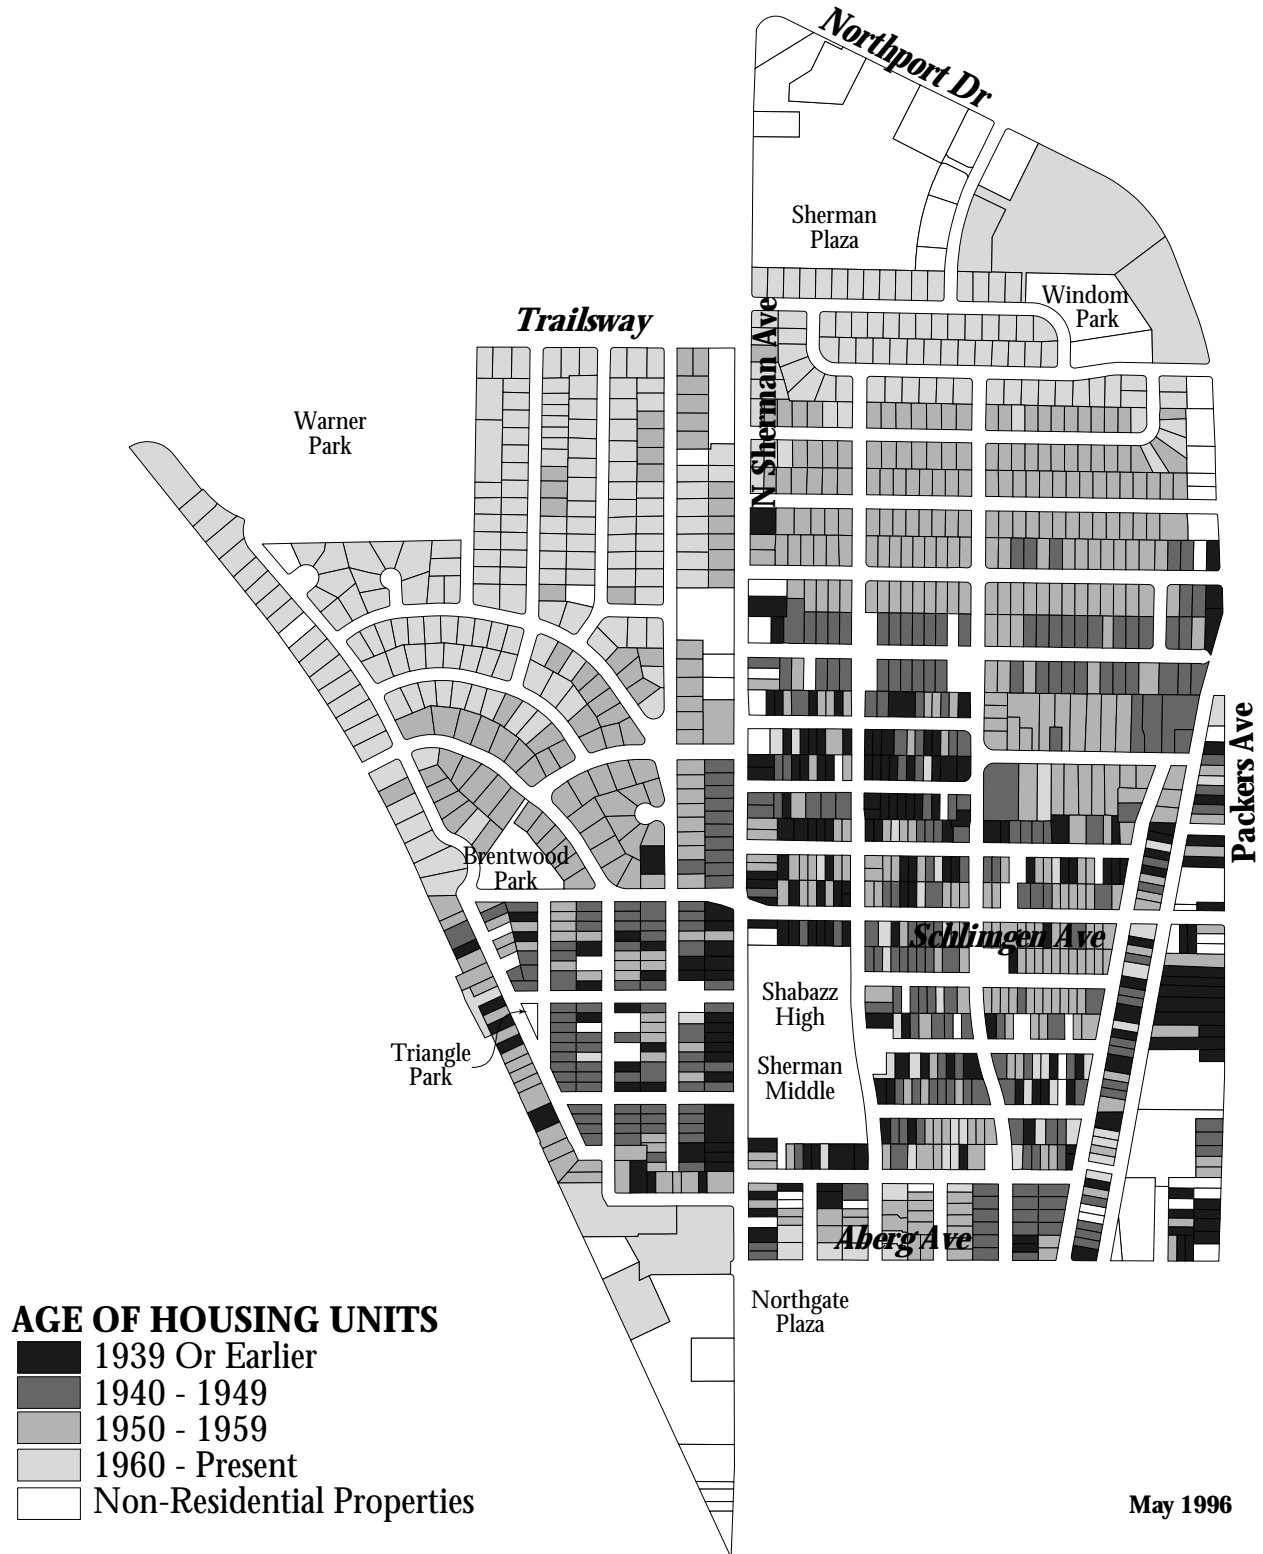 Northport Dr
Sherman
Plaza
Windom
Park
Trailsway
N Sherman Ave
Warner
Park
Packers Ave
Brentwood
Park
Schlimgen Ave
Shabazz
High
Triangle
Park
Sherman
Middle
Aberg Ave
Northgate
Plaza
AGE OF HOUSING UNITS
1939 Or Earlier
1940 - 1949
1950 - 1959
1960 - Present
Non-Residential Properties
May 1996